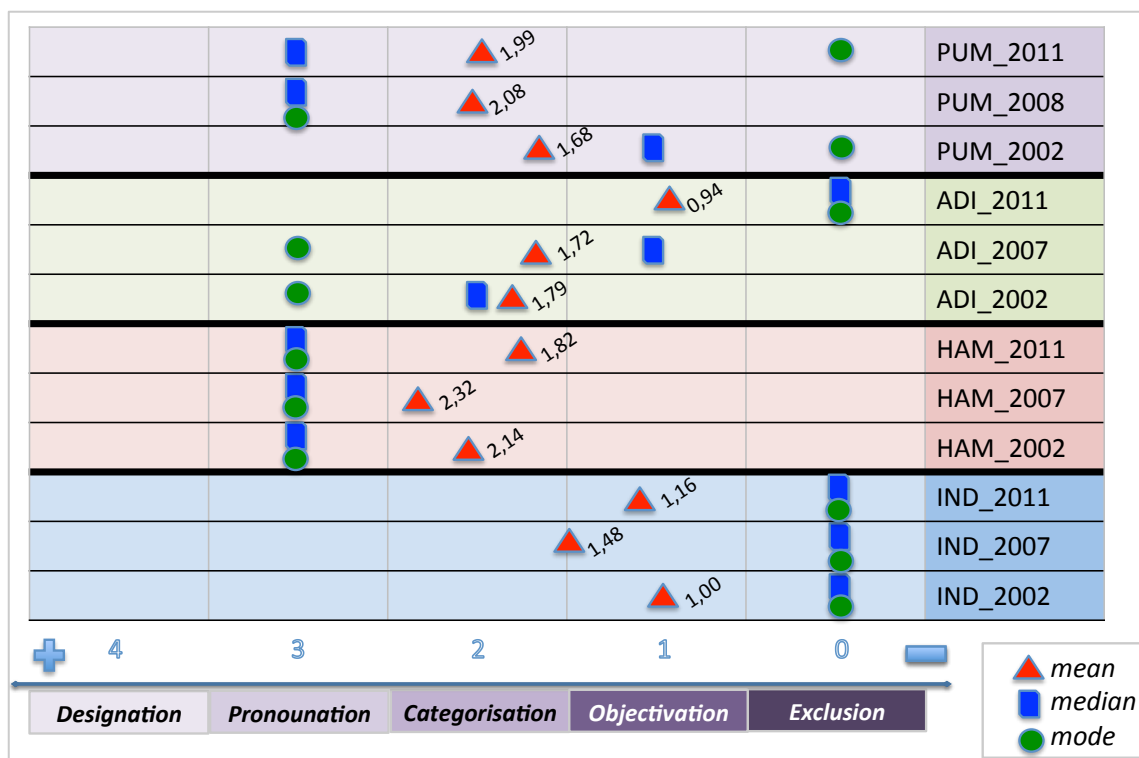 1,99 PUM_2011
2,08 PUM_2008
1,68 PUM_2002
0,94 ADI_2011
1,72 ADI_2007
1,79 ADI_2002
1,82 HAM_2011
2,32 HAM_2007
2,14 HAM_2002
1,16 IND_2011
1,48 IND_2007
1,00 IND_2002
4 3 2 1 0
Designation Pronounation Categorisation Objectivation Exclusion
mean
median
mode